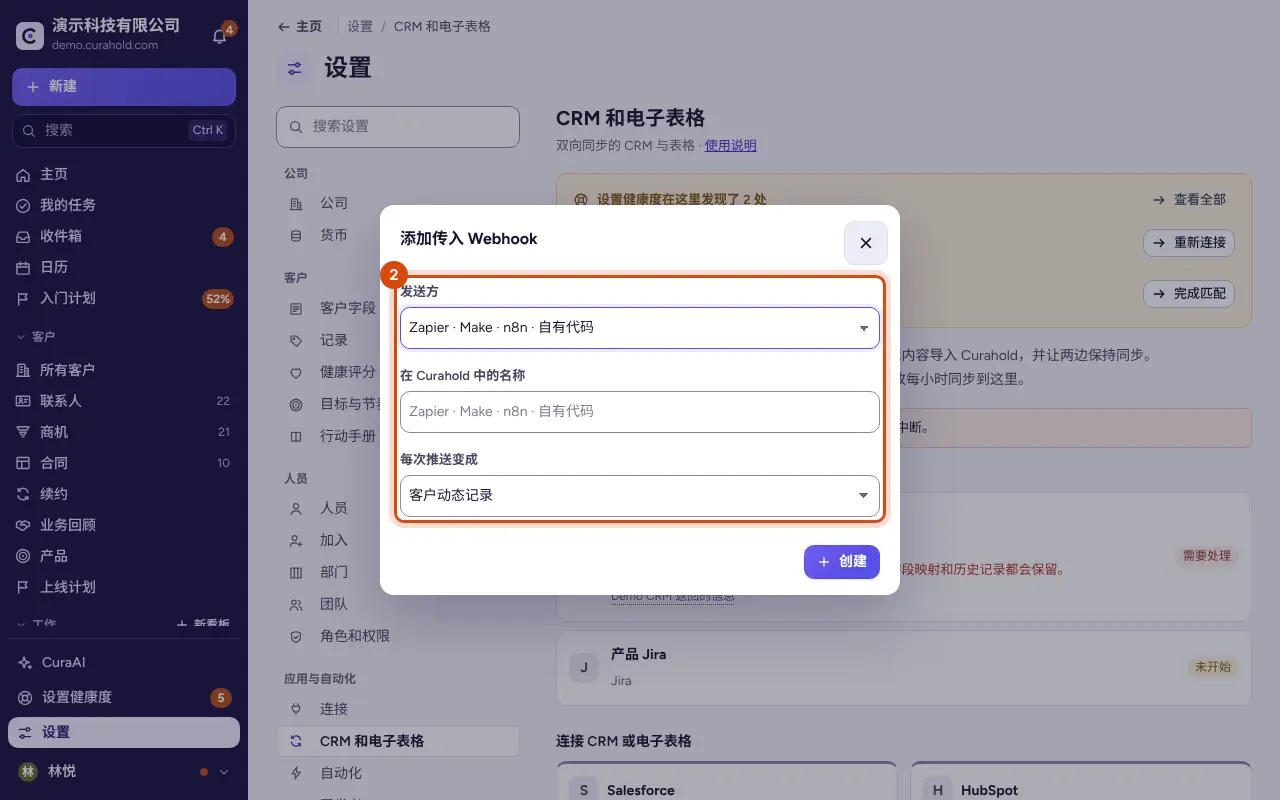 演示科技有限公司
demo.curahold.com
4
新建
搜索
Ctrl K
主页
我的任务
收件箱
4
日历
入门计划
52%
客户
所有客户
联系人
22
商机
21
合同
10
续约
业务回顾
产品
上线计划
工作
新看板
CuraAI
设置健康度
5
设置
林
林悦
主页
设置 / CRM 和电子表格
设置
搜索设置
公司
公司
货币
客户
客户字段
记录
健康评分
目标与节
行动手册
人员
人员
加入
部门
团队
角色和权限
应用与自动化
连接
CRM 和电子表格
自动化
CRM 和电子表格
双向同步的 CRM 与表格 · 使用说明
设置健康度在这里发现了 2 处
查看全部
重新连接
完成匹配
内容导入 Curahold，并让两边保持同步。
每小时同步到这里。
中断。
需要处理
段映射和历史记录都会保留。
Demo CRM 返回的信息
J
产品 Jira
Jira
未开始
连接 CRM 或电子表格
S
Salesforce
H
HubSpot
添加传入 Webhook
2
发送方
Zapier · Make · n8n · 自有代码
在 Curahold 中的名称
Zapier · Make · n8n · 自有代码
每次推送变成
客户动态记录
创建